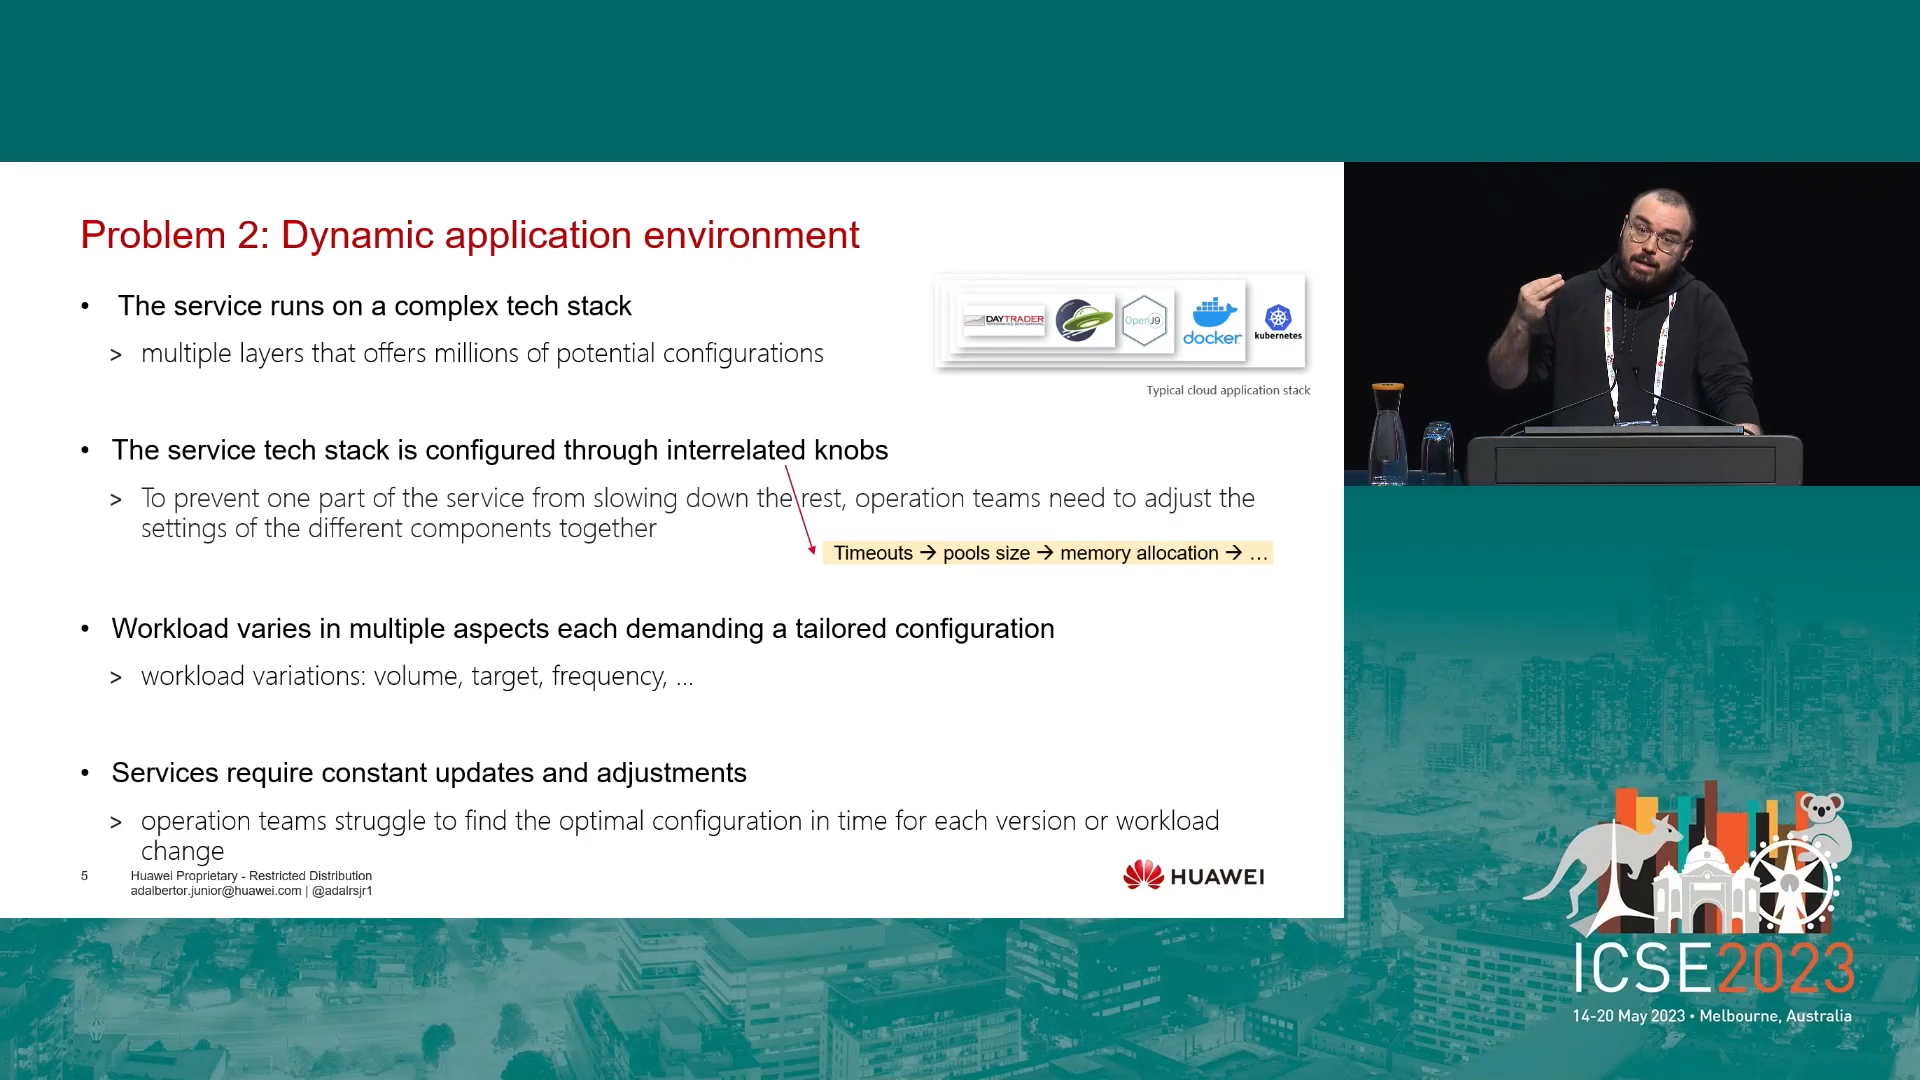 Problem 2: Dynamic application environment
• The service runs on a complex tech stack
> multiple layers that offers millions of potential configurations
DAYTRADER
OpenJ9
docker
kubernetes
Typical cloud application stack
• The service tech stack is configured through interrelated knobs
> To prevent one part of the service from slowing down the rest, operation teams need to adjust the
settings of the different components together
Timeouts → pools size → memory allocation → …
• Workload varies in multiple aspects each demanding a tailored configuration
> workload variations: volume, target, frequency, …
• Services require constant updates and adjustments
> operation teams struggle to find the optimal configuration in time for each version or workload
change
5
Huawei Proprietary - Restricted Distribution
adalbertor.junior@huawei.com | @adalrsjr1
HUAWEI
ICSE2023
14-20 May 2023 • Melbourne, Australia